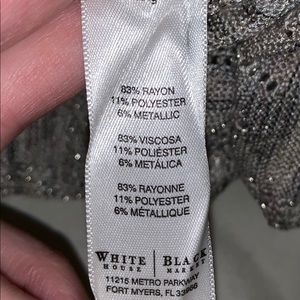 83% RAYON
11% POLYESTER
6% METALLIC
83% VISCOSA
11% POLIÉSTER
6% METÁLICA
83% RAYONNE
11% POLYESTER
6% MÉTALLIQUE
WHITE | BLACK
HOUSE | MARKET
11215 METRO PARKWAY
FORT MYERS, FL